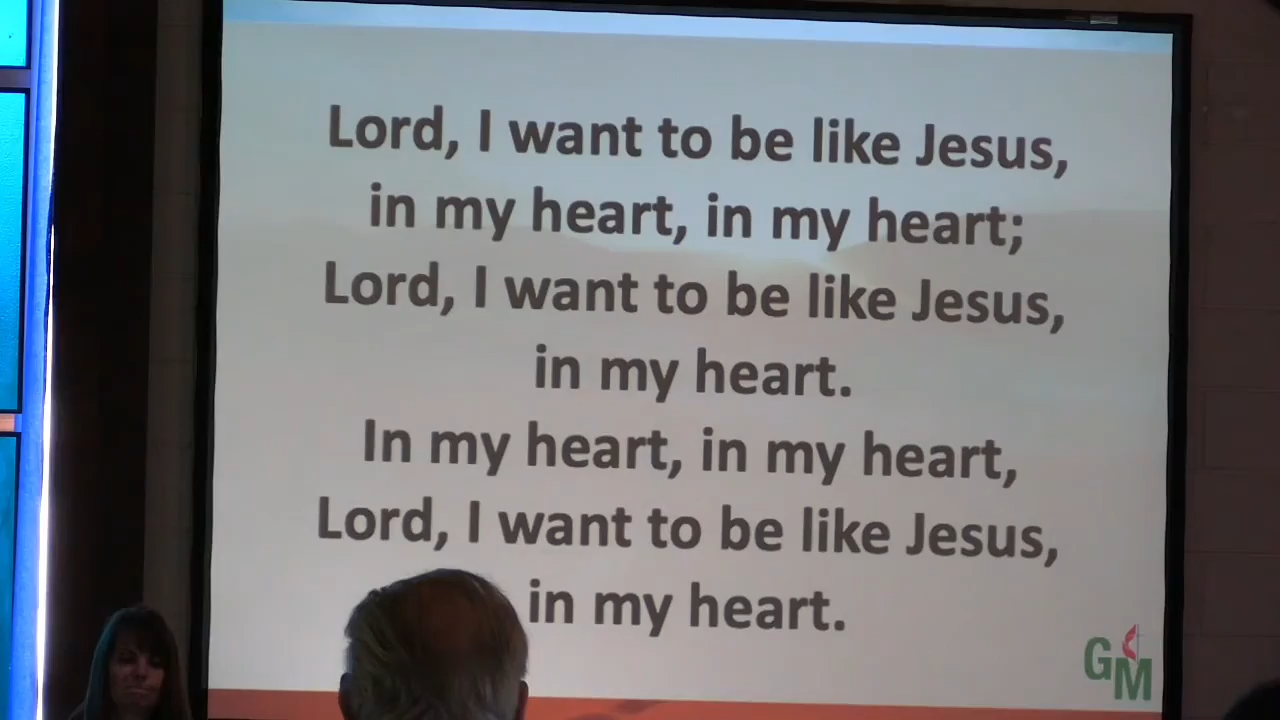 Lord, I want to be like Jesus,
in my heart, in my heart;
Lord, I want to be like Jesus,
in my heart.
In my heart, in my heart,
Lord, I want to be like Jesus,
in my heart.
GM